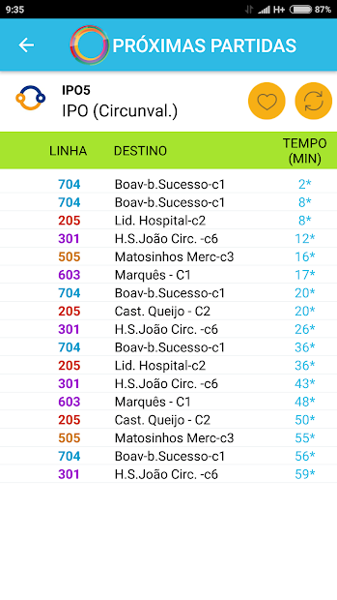 9:35 H+ 87%
PRÓXIMAS PARTIDAS
IPO5
IPO (Circunval.)
LINHA DESTINO TEMPO
(MIN)
704 Boav-b.Sucesso-c1 2*
704 Boav-b.Sucesso-c1 8*
205 Lid. Hospital-c2 8*
301 H.S.João Circ. -c6 12*
505 Matosinhos Merc-c3 16*
603 Marquês - C1 17*
704 Boav-b.Sucesso-c1 20*
205 Cast. Queijo - C2 20*
301 H.S.João Circ. -c6 26*
704 Boav-b.Sucesso-c1 36*
205 Lid. Hospital-c2 36*
301 H.S.João Circ. -c6 43*
603 Marquês - C1 48*
205 Cast. Queijo - C2 50*
505 Matosinhos Merc-c3 55*
704 Boav-b.Sucesso-c1 56*
301 H.S.João Circ. -c6 59*